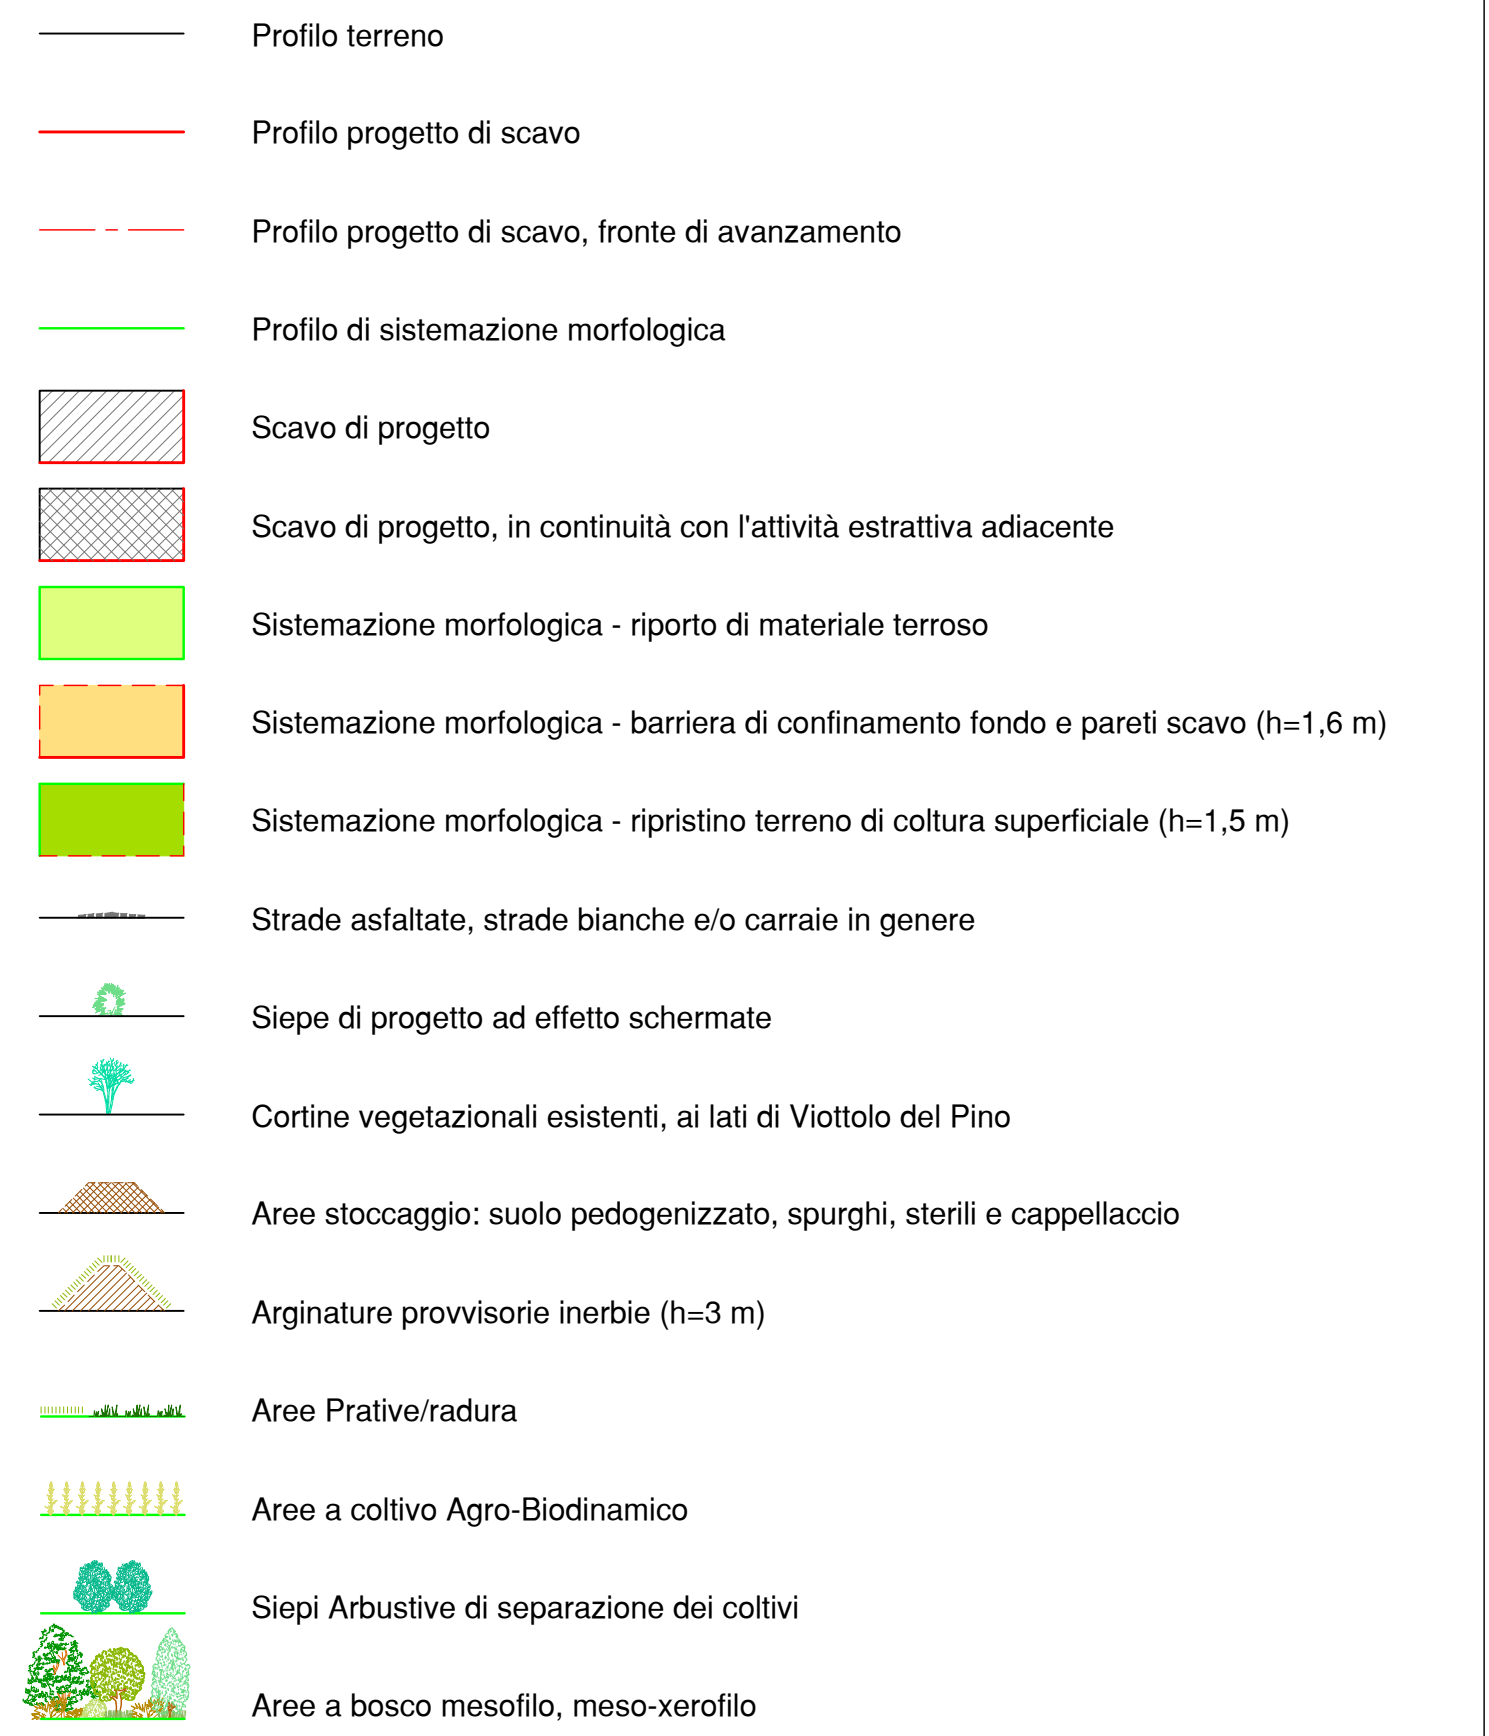 Profilo terreno
Profilo progetto di scavo
Profilo progetto di scavo, fronte di avanzamento
Profilo di sistemazione morfologica
Scavo di progetto
Scavo di progetto, in continuità con l'attività estrattiva adiacente
Sistemazione morfologica - riporto di materiale terroso
Sistemazione morfologica - barriera di confinamento fondo e pareti scavo (h=1,6 m)
Sistemazione morfologica - ripristino terreno di coltura superficiale (h=1,5 m)
Strade asfaltate, strade bianche e/o carraie in genere
Siepe di progetto ad effetto schermate
Cortine vegetazionali esistenti, ai lati di Viottolo del Pino
Aree stoccaggio: suolo pedogenizzato, spurghi, sterili e cappellaccio
Arginature provvisorie inerbie (h=3 m)
Aree Prative/radura
Aree a coltivo Agro-Biodinamico
Siepi Arbustive di separazione dei coltivi
Aree a bosco mesofilo, meso-xerofilo